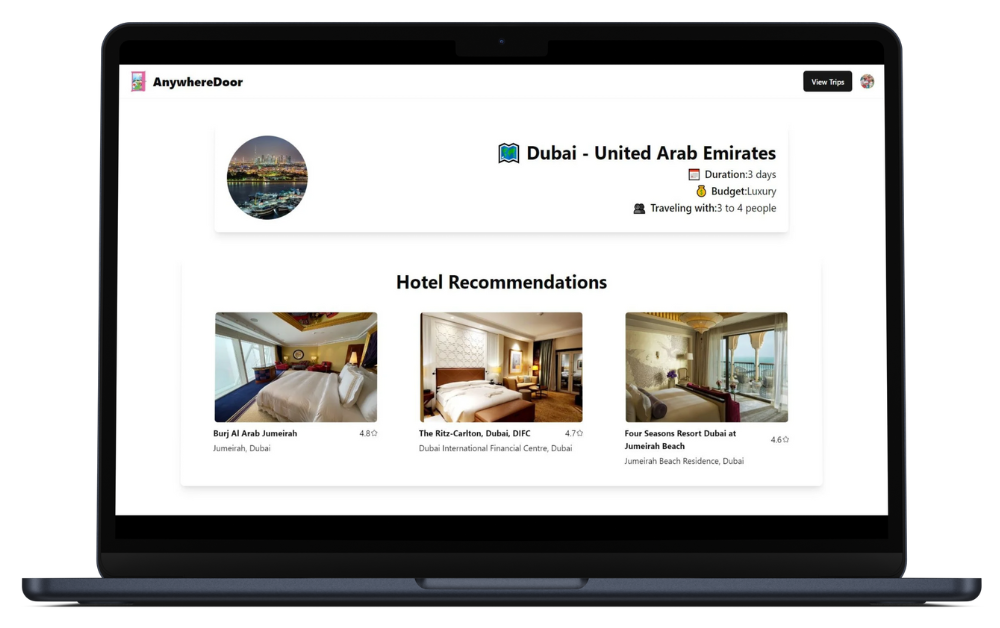 AnywhereDoor
View Trips
Dubai - United Arab Emirates
Duration:3 days
Budget:Luxury
Traveling with:3 to 4 people
Hotel Recommendations
Burj Al Arab Jumeirah 4.8
Jumeirah, Dubai
The Ritz-Carlton, Dubai, DIFC 4.7
Dubai International Financial Centre, Dubai
Four Seasons Resort Dubai at
Jumeirah Beach 4.6
Jumeirah Beach Residence, Dubai